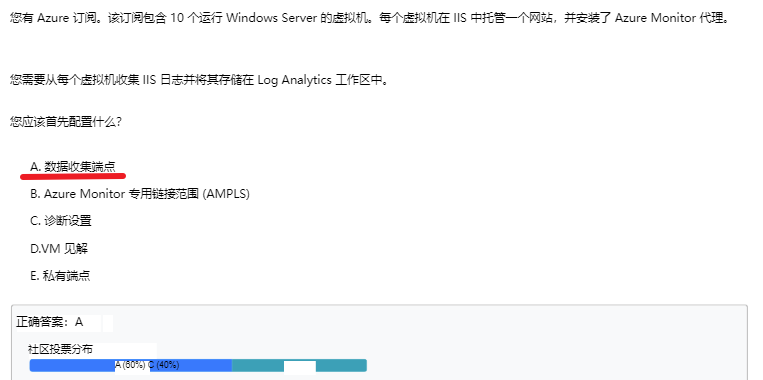 您有 Azure 订阅。该订阅包含 10 个运行 Windows Server 的虚拟机。每个虚拟机在 IIS 中托管一个网站，并安装了 Azure Monitor 代理。
您需要从每个虚拟机收集 IIS 日志并将其存储在 Log Analytics 工作区中。
您应该首先配置什么？
A. 数据收集端点
B. Azure Monitor 专用链接范围 (AMPLS)
C. 诊断设置
D.VM 见解
E. 私有端点
正确答案：A
社区投票分布
A (60%) C (40%)